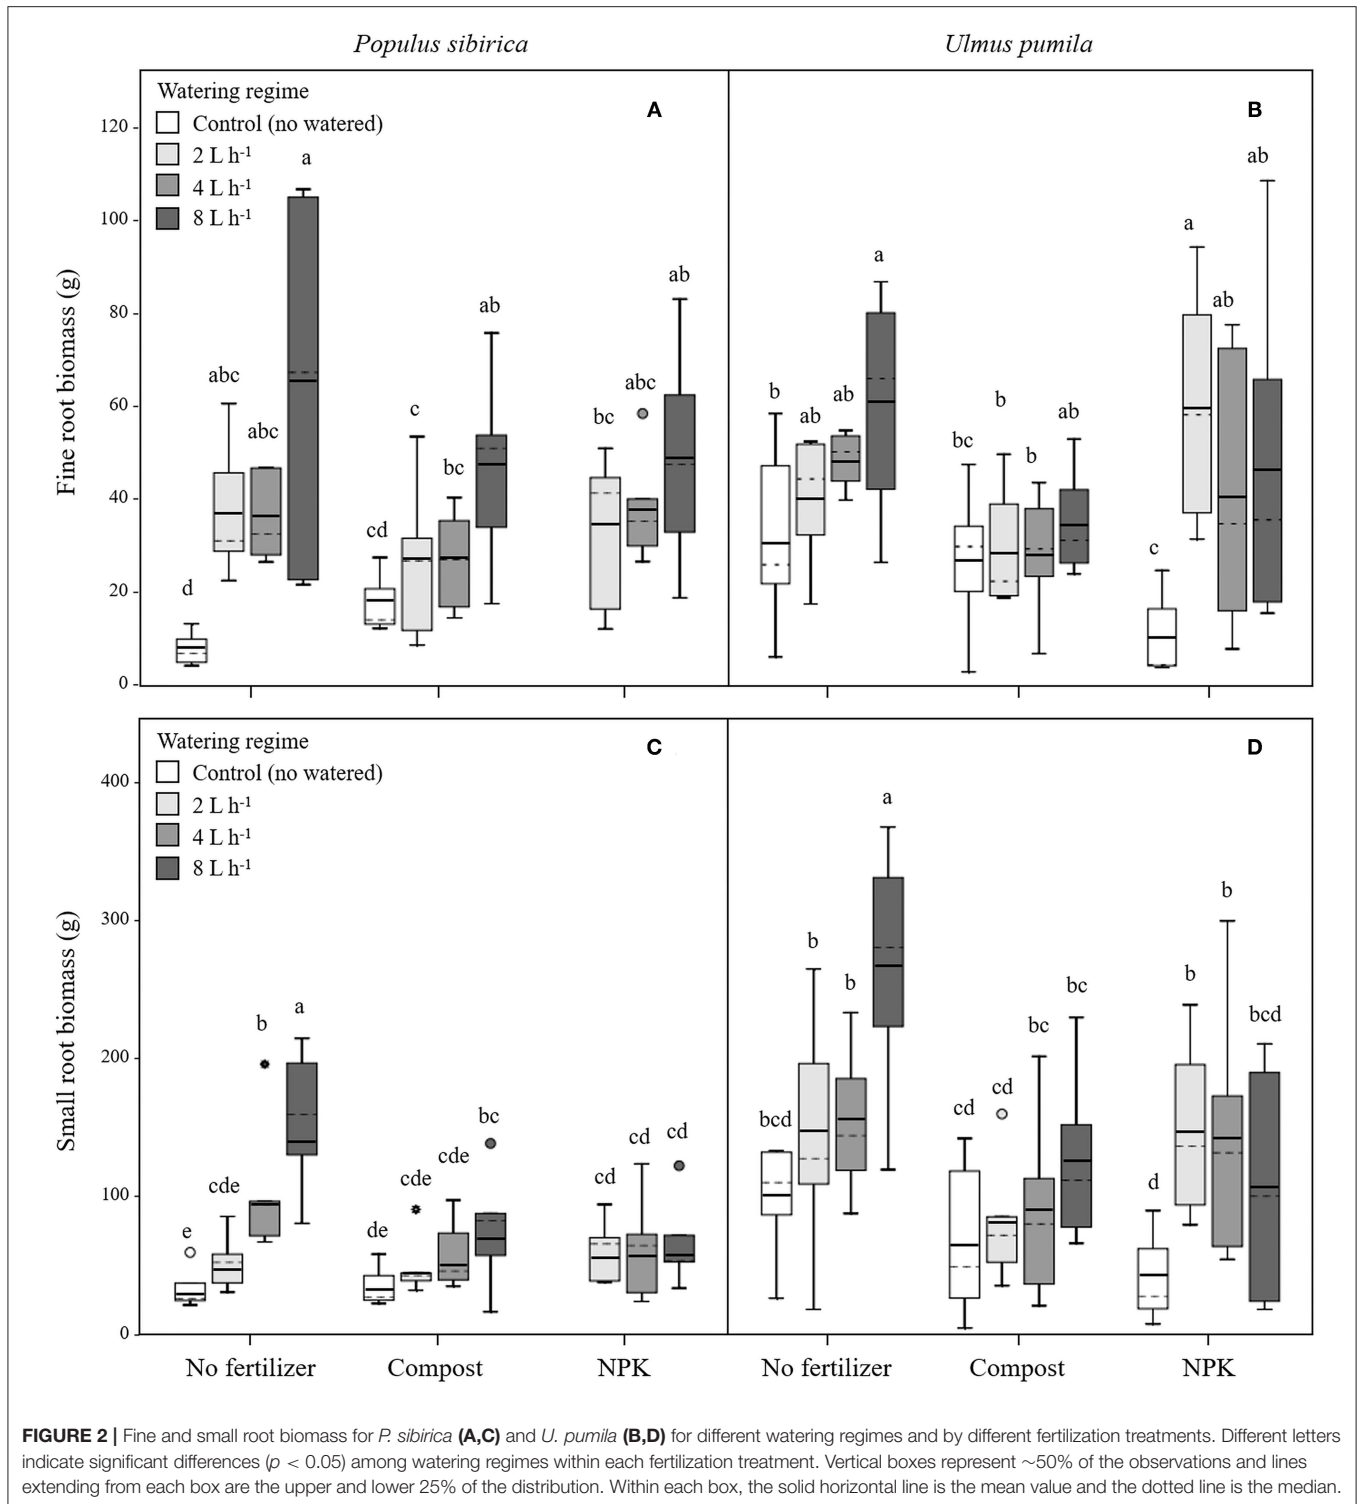 Populus sibirica
Ulmus pumila
Watering regime
Control (no watered)
2 L h-1
4 L h-1
8 L h-1
A
B
Fine root biomass (g)
120
100
80
60
40
20
0
d
abc
abc
a
cd
c
bc
ab
bc
abc
ab
b
ab
ab
a
bc
b
b
ab
c
a
ab
ab
Watering regime
Control (no watered)
2 L h-1
4 L h-1
8 L h-1
C
D
Small root biomass (g)
400
300
200
100
0
e
cde
b
a
de
cde
cde
bc
cd
cd
cd
bcd
b
b
a
cd
cd
bc
bc
d
b
b
bcd
No fertilizer
Compost
NPK
No fertilizer
Compost
NPK
FIGURE 2 | Fine and small root biomass for P. sibirica (A,C) and U. pumila (B,D) for different watering regimes and by different fertilization treatments. Different letters
indicate significant differences (p < 0.05) among watering regimes within each fertilization treatment. Vertical boxes represent ~50% of the observations and lines
extending from each box are the upper and lower 25% of the distribution. Within each box, the solid horizontal line is the mean value and the dotted line is the median.